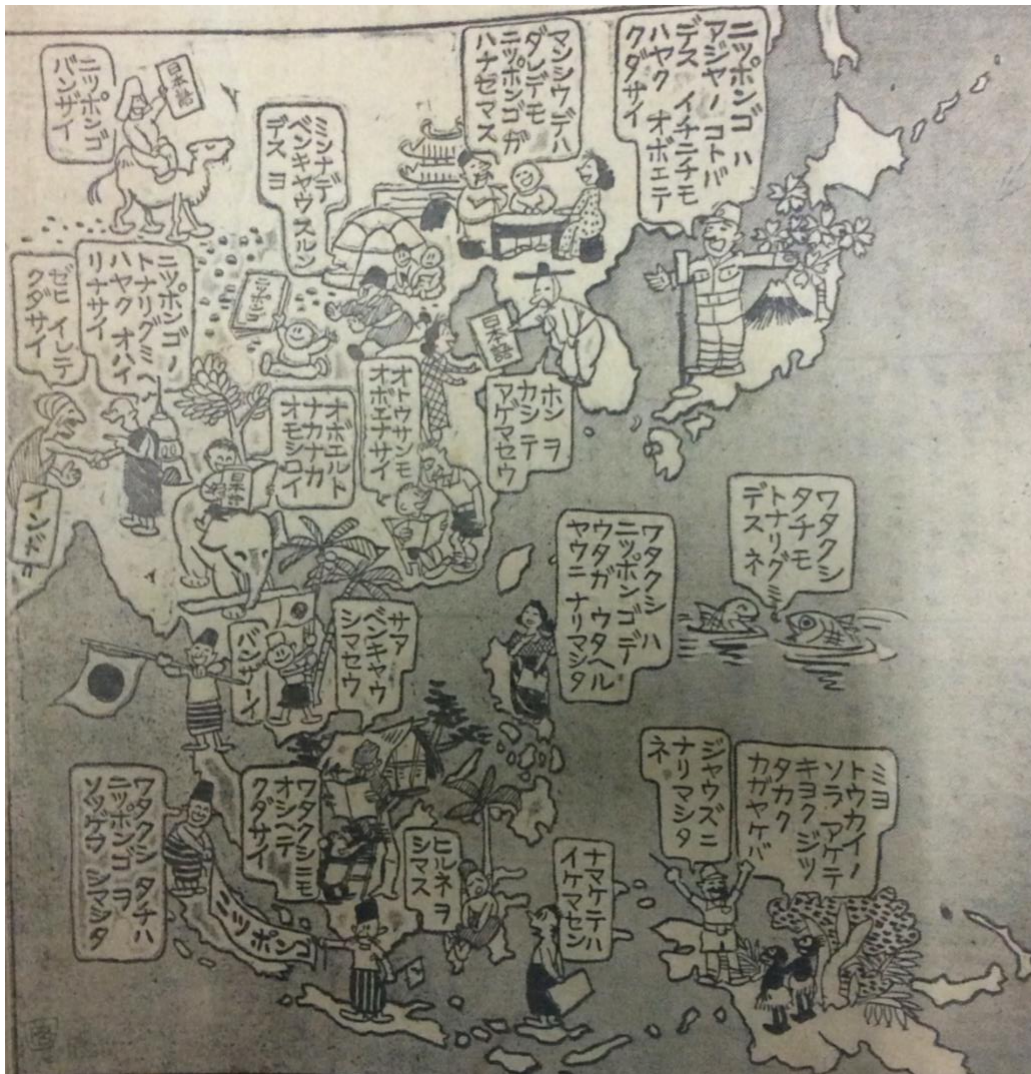 ニッポンゴ ハ
アジヤノ コトバ
デス イチニチモ
ハヤク オボエテ
クダサイ
マンシウデハ
ダレデモ
ニッポンゴ ガ
ハナセマス
ミンナデ
ベンキヤウスルン
デス ヨ
日本語
ニッポンゴ
バンザイ
ニッポンゴノ
トナリグミヘ
ハヤク オハイ
リナサイ
ゼヒ インテ
クダサイ
インド
日本語
ホン ヲ
カシ テ
アゲマセウ
オトウサンモ
オボエナサイ
オボエルト
ナカナカ
オモシロイ
日本語
ワタクシ
タチモ
トナリグミ
デス ネ
ワタクシ ハ
ニッポンゴデ
ウタガ ウタヘル
ヤウニ ナリマシタ
サア
ベンキヤウ
シマセウ
バンザーイ
ミヨ
トウカイノ
ソラ アケテ
キヨク ジツ
タカク
カガヤケバ
ジヤウズニ
ナリマシタ
ネ
ナマケテハ
イケマセン
ヒルネヲ
シマス
ワタクシニモ
オシヘテ
クダサイ
ワタクシ タチハ
ニッポンゴ ヲ
シマシタ
ニッポンゴ